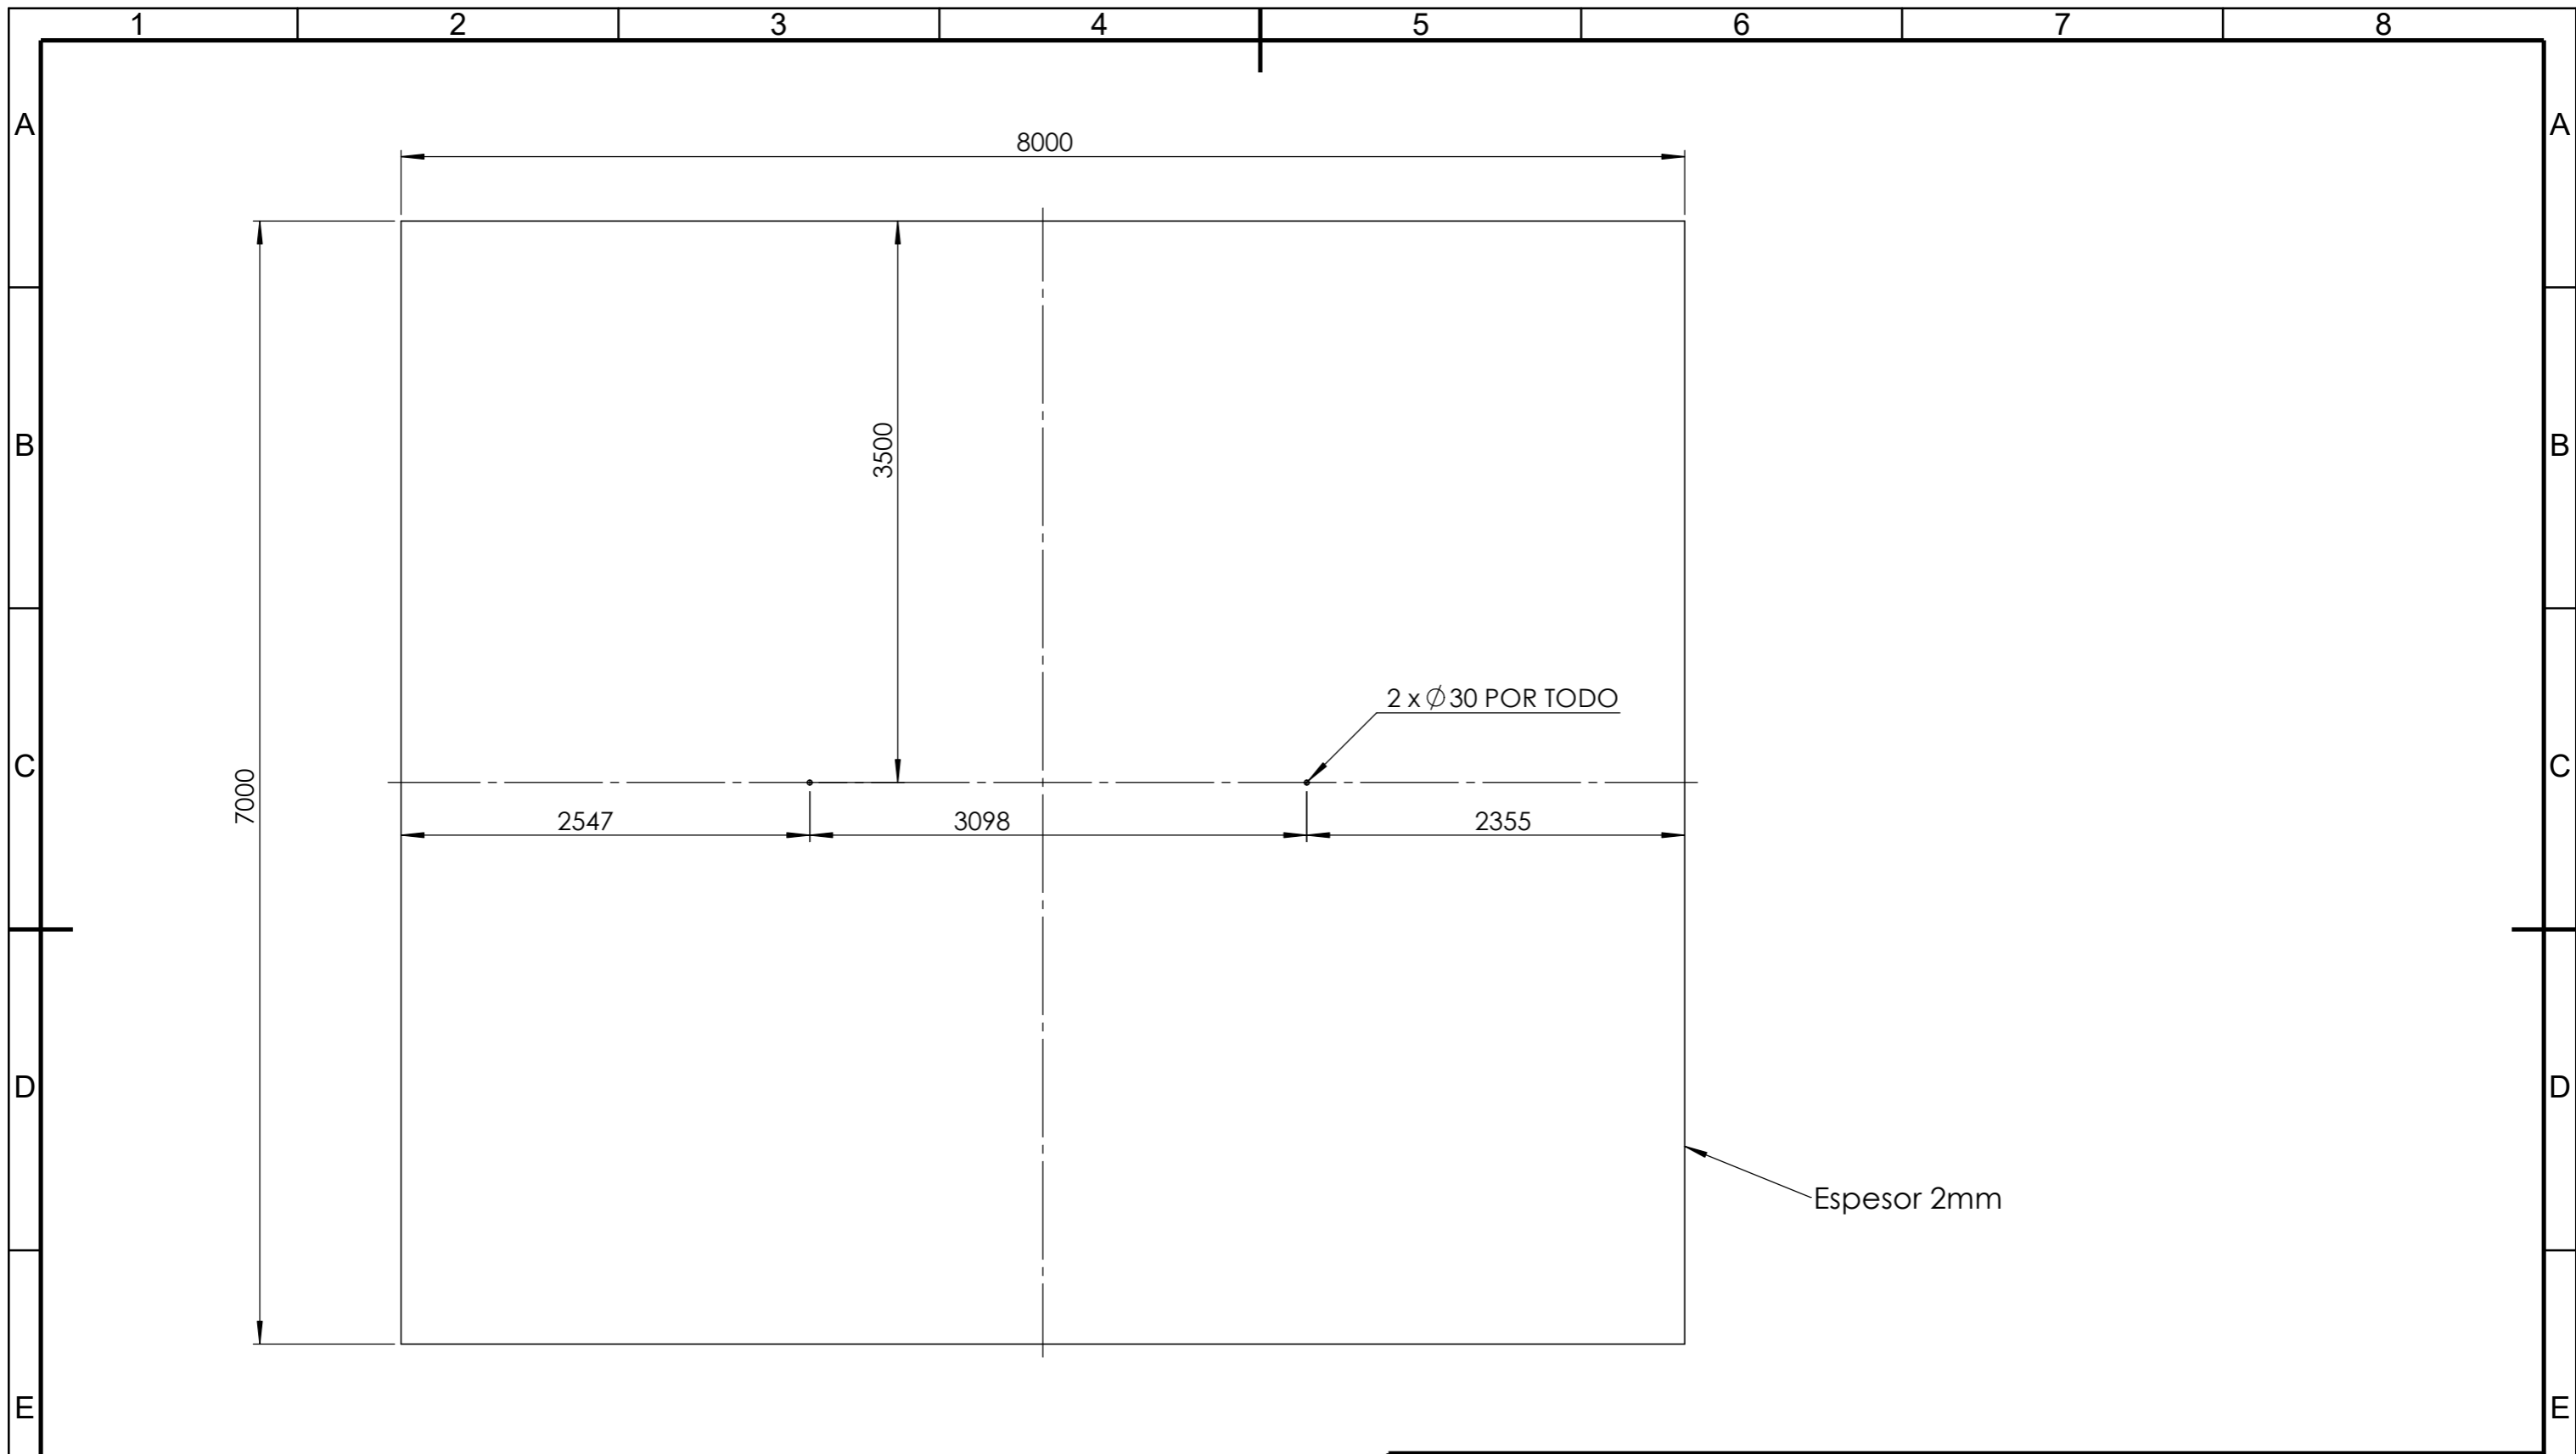 1 2 3 4 5 6 7 8
A A
8000
3500
B B
2 x ∅30 POR TODO
C C
7000
2547 3098 2355
D D
Espesor 2mm
E E